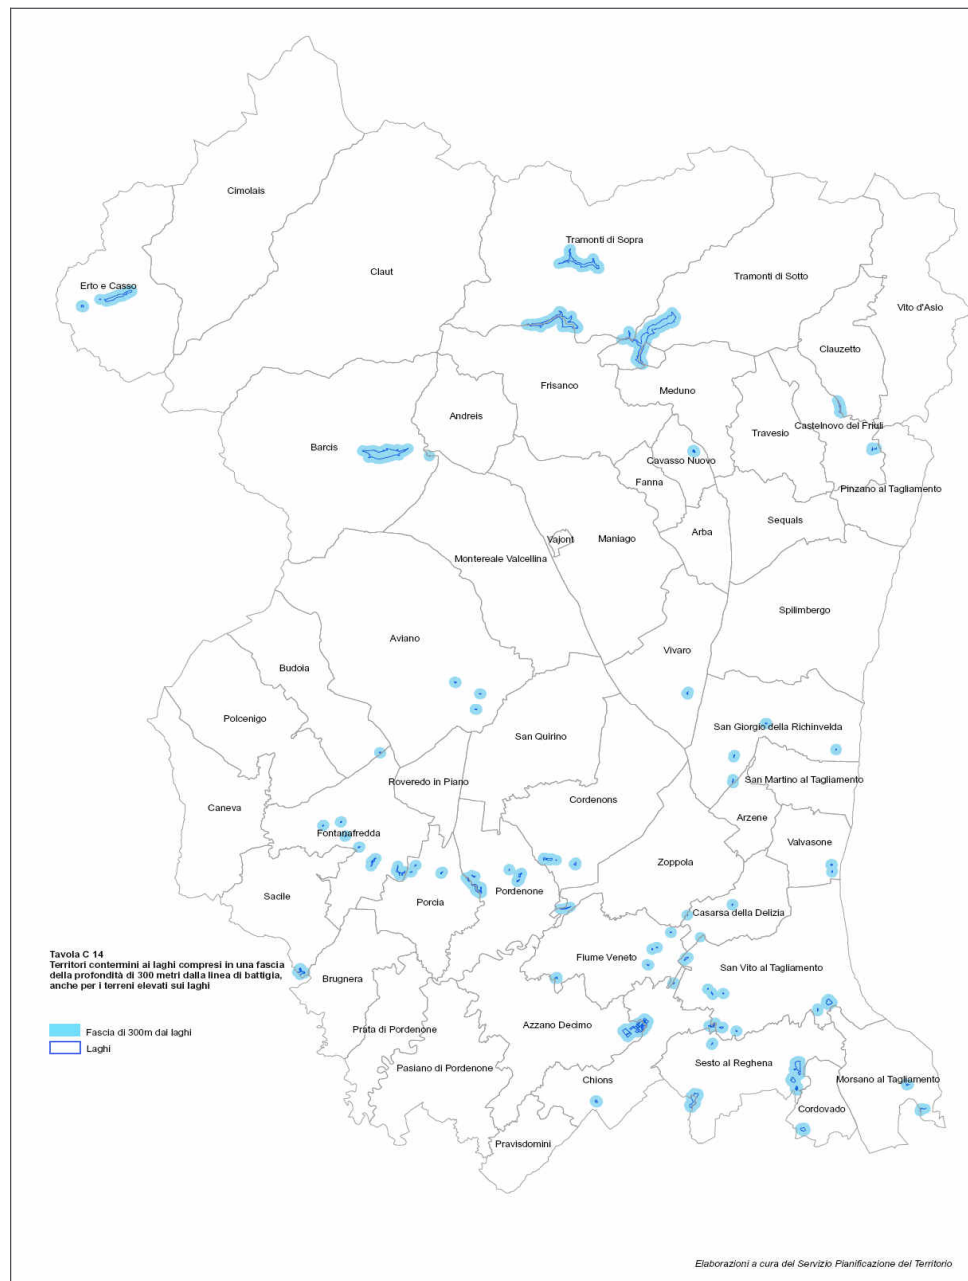 Cimolais
Tramonti di Sopra
Claut
Tramonti di Sotto
Erto e Casso
Vito d'Asio
Clauzetto
Frisanco
Meduno
Andreis
Castelnovo del Friuli
Travesio
Barcis
Cavasso Nuovo
Fanna
Pinzano al Tagliamento
Sequals
Arba
Vajont
Maniago
Montereale Valcellina
Spilimbergo
Aviano
Vivaro
Budoia
Polcenigo
San Giorgio della Richinvelda
San Quirino
Roveredo in Piano
San Martino al Tagliamento
Cordenons
Caneva
Arzene
Fontanafredda
Valvasone
Zoppola
Pordenone
Sacile
Porcia
Casarsa della Delizia
Tavola C 14
Territori contermini ai laghi compresi in una fascia
della profondità di 300 metri dalla linea di battigia,
anche per i terreni elevati sui laghi
Fiume Veneto
San Vito al Tagliamento
Brugnera
Fascia di 300m dai laghi
Laghi
Prata di Pordenone
Azzano Decimo
Pasiano di Pordenone
Sesto al Reghena
Chions
Morsano al Tagliamento
Cordovado
Pravisdomini
Elaborazioni a cura del Servizio Pianificazione del Territorio